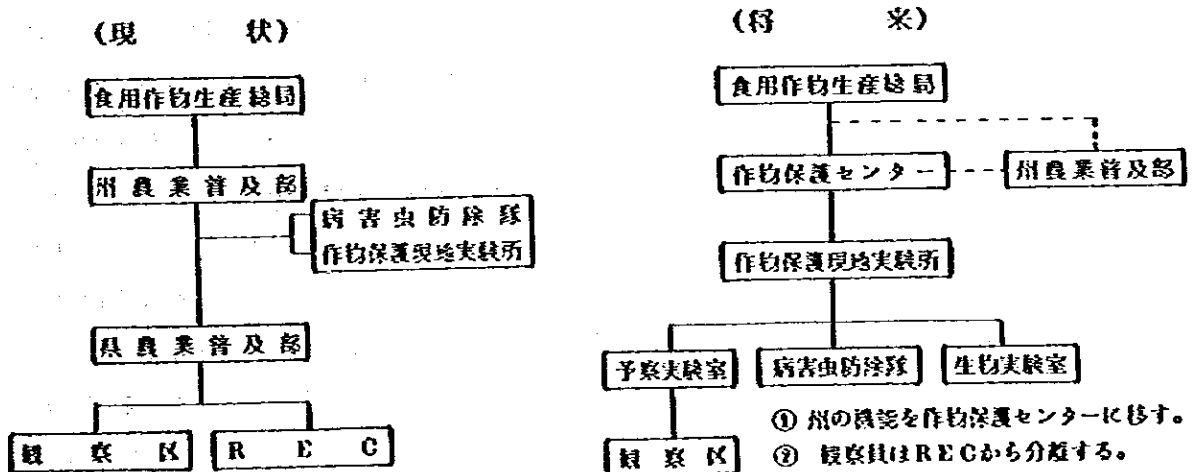 (現 状)
食用作物生産総局
州農業普及部
病害虫防除隊
作物保護現地実験所
県農業普及部
観察区
REC
(将 来)
食用作物生産総局
作物保護センター
州農業普及部
作物保護現地実験所
予察実験室
病害虫防除隊
生物実験室
観察区
① 州の機能を作物保護センターに移す。
② 観察員はRECから分離する。